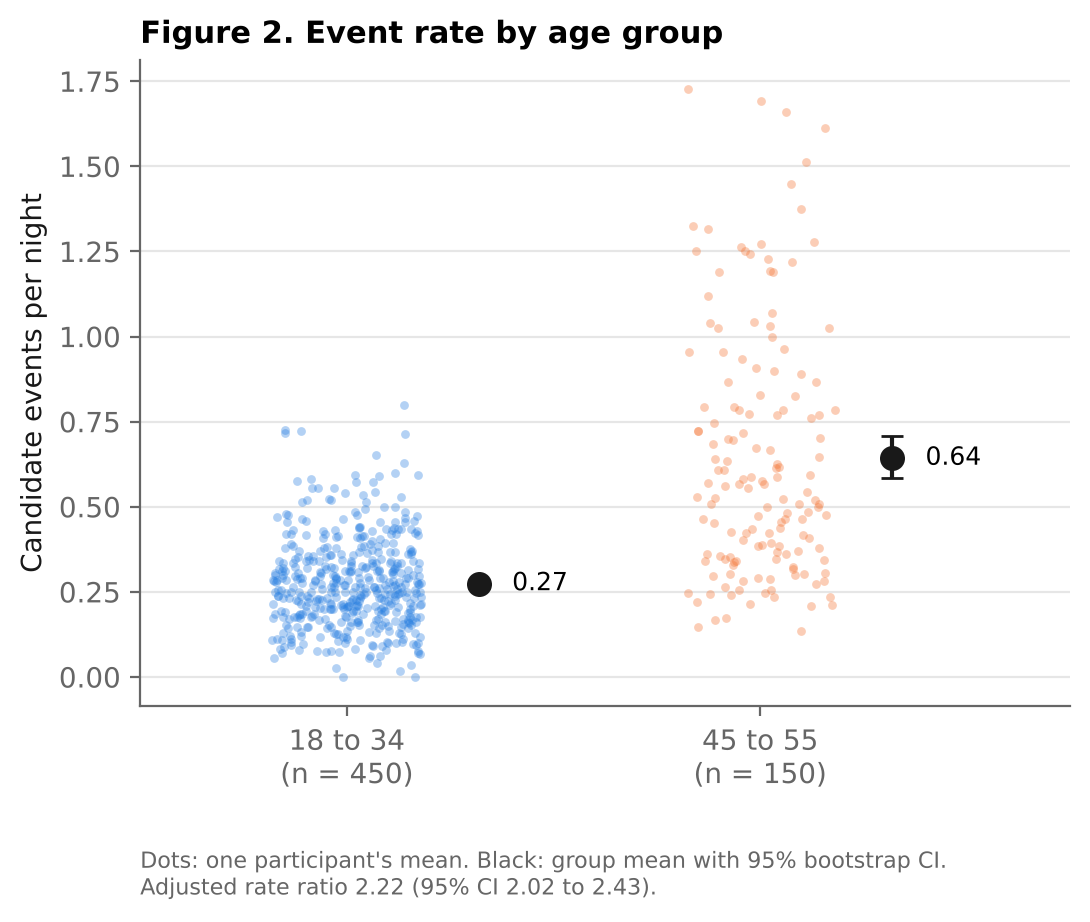 Figure 2. Event rate by age group
Candidate events per night
1.75
1.50
1.25
1.00
0.75
0.50
0.25
0.00
0.27
0.64
18 to 34
(n = 450)
45 to 55
(n = 150)
Dots: one participant's mean. Black: group mean with 95% bootstrap CI.
Adjusted rate ratio 2.22 (95% CI 2.02 to 2.43).